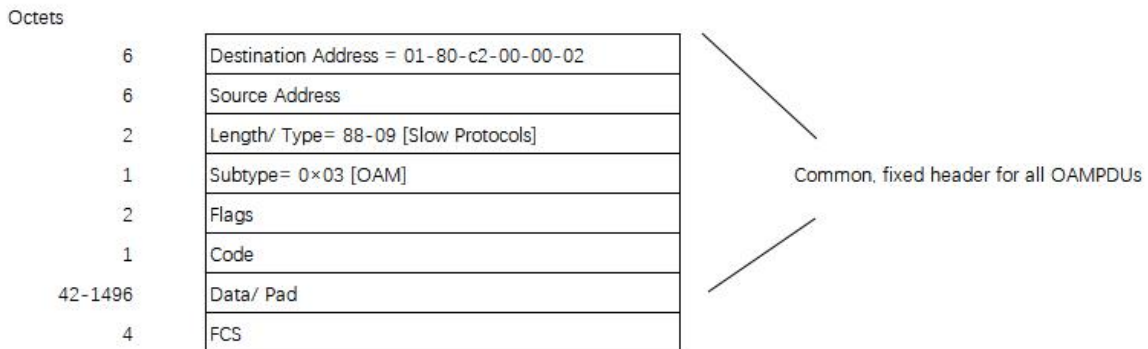 Octets
6 Destination Address = 01-80-c2-00-00-02
6 Source Address
2 Length/ Type= 88-09 [Slow Protocols]
1 Subtype= 0×03 [OAM]
2 Flags
1 Code
42-1496 Data/ Pad
4 FCS
Common, fixed header for all OAMPDUs